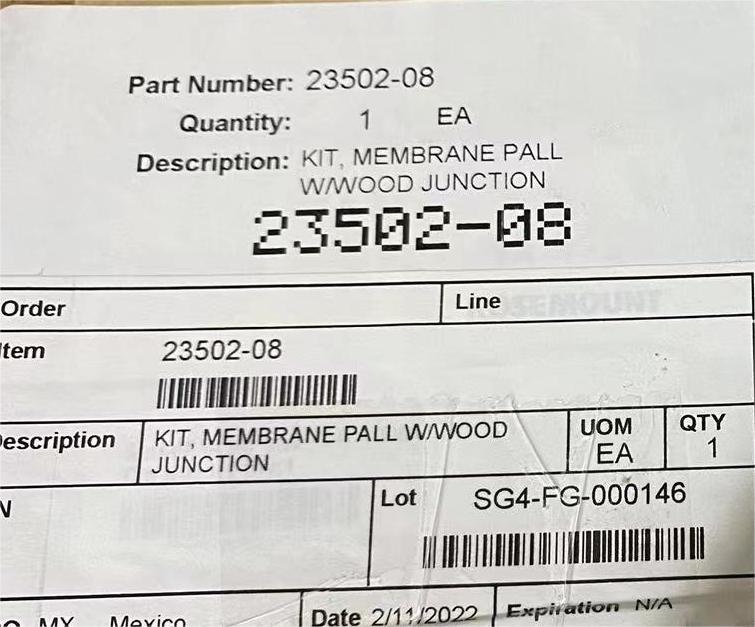 Part Number: 23502-08
Quantity: 1 EA
Description: KIT, MEMBRANE PALL
W/WOOD JUNCTION
23502-08
Order
Line
ROSEMOUNT
Item 23502-08
Description KIT, MEMBRANE PALL W/WOOD
JUNCTION
UOM
EA
QTY
1
N
Lot SG4-FG-000146
MX Mexico
Date 2/11/2022
Expiration N/A